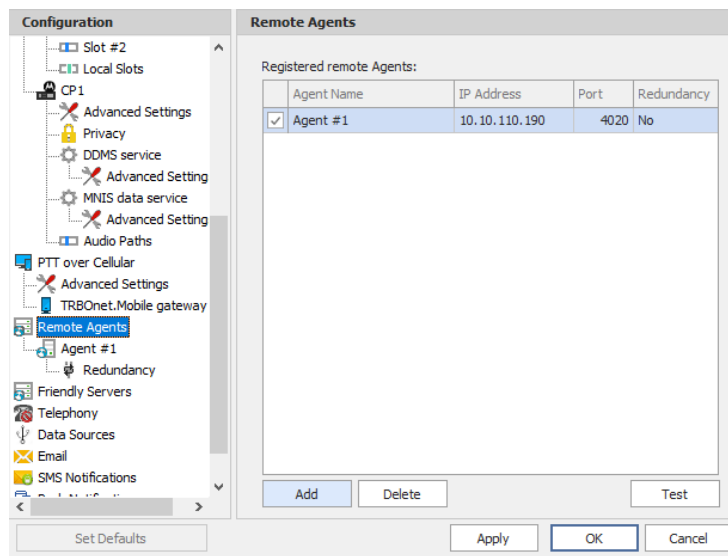 Configuration
Slot #2
Local Slots
CP1
Advanced Settings
Privacy
DDMS service
Advanced Setting
MNIS data service
Advanced Setting
Audio Paths
PTT over Cellular
Advanced Settings
TRBOnet.Mobile gateway
Remote Agents
Agent #1
Redundancy
Friendly Servers
Telephony
Data Sources
Email
SMS Notifications
Set Defaults
Remote Agents
Registered remote Agents:
Agent Name IP Address Port Redundancy
Agent #1 10.10.110.190 4020 No
Add Delete Test
Apply OK Cancel